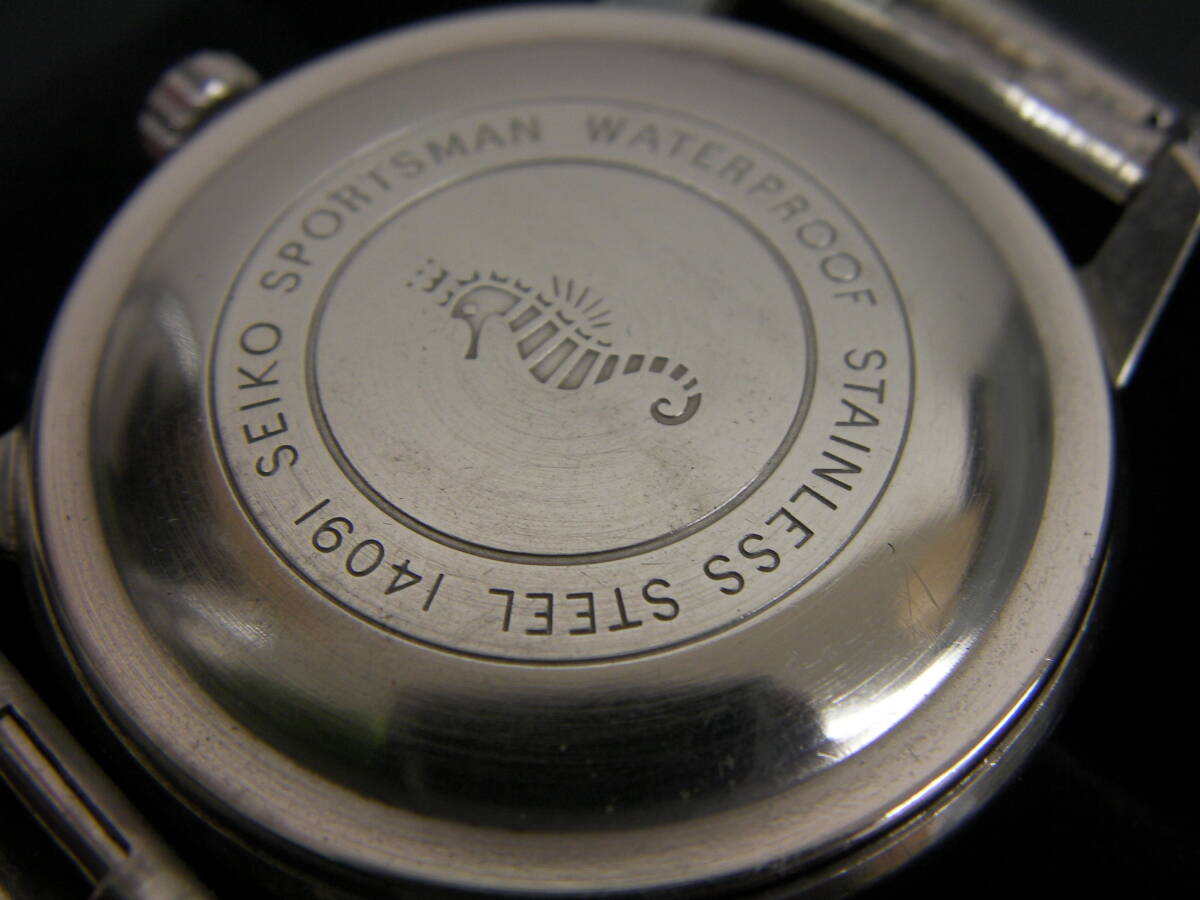 SEIKO SPORTSMAN WATERPROOF STAINLESS STEEL 14091